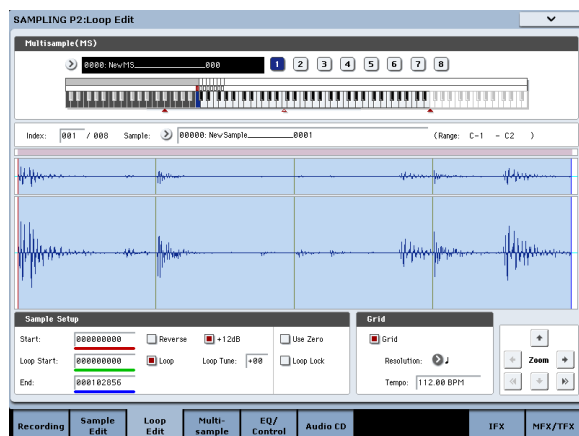 SAMPLING P2:Loop Edit
Multisample(MS)
0000: NewMS_____________000
1 2 3 4 5 6 7 8
Index: 001 / 008 Sample: 00000: NewSample_________0001 (Range: C-1 - C2 )
Sample Setup
Start: 000000000 Reverse +12dB Use Zero
Loop Start: 000000000 Loop Loop Tune: +00 Loop Lock
End: 000102856
Grid
Grid
Resolution: ♩
Tempo: 112.00 BPM
Zoom
Recording Sample Edit Loop Edit Multi-sample EQ/Control Audio CD IFX MFX/TFX